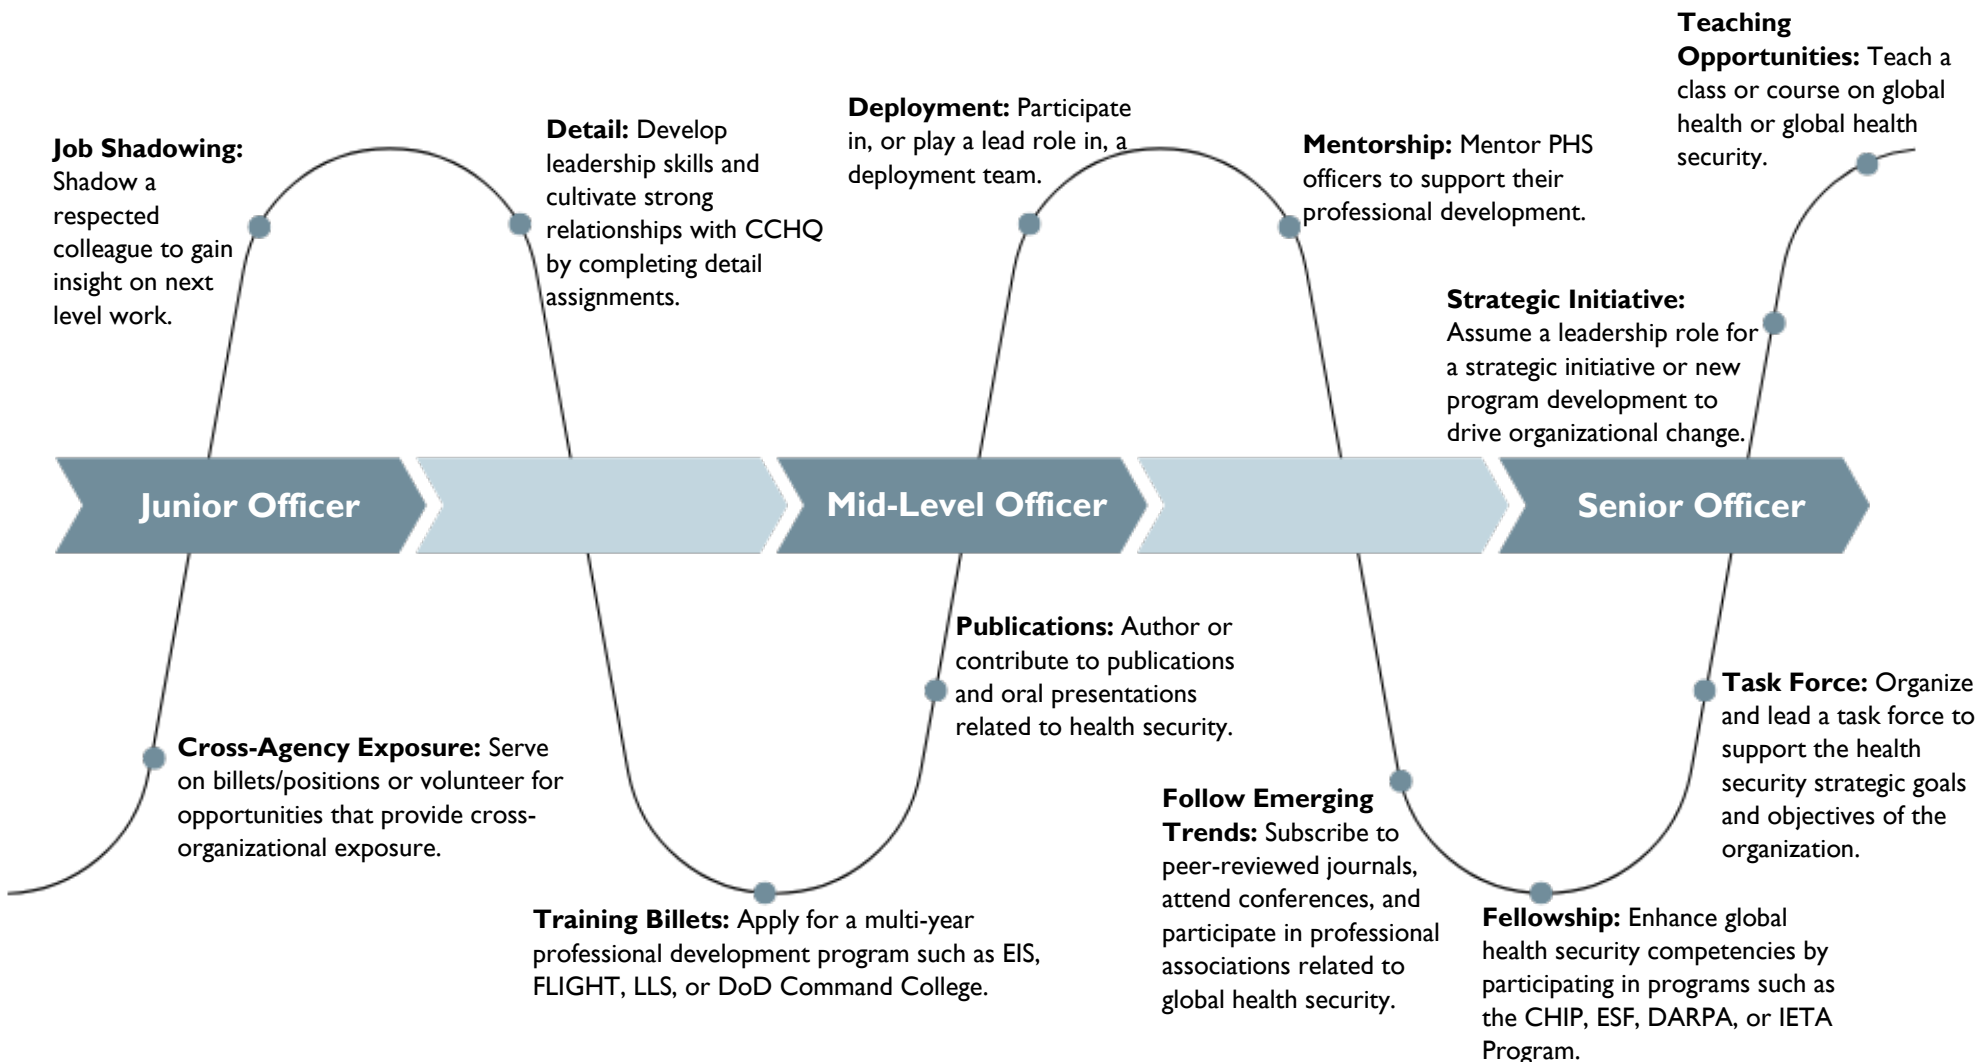 Job Shadowing:
Shadow a
respected
colleague to gain
insight on next
level work.
Detail: Develop
leadership skills and
cultivate strong
relationships with CCHQ
by completing detail
assignments.
Deployment: Participate
in, or play a lead role in, a
deployment team.
Mentorship: Mentor PHS
officers to support their
professional development.
Teaching
Opportunities: Teach a
class or course on global
health or global health
security.
Strategic Initiative:
Assume a leadership role for
a strategic initiative or new
program development to
drive organizational change.
Junior Officer
Mid-Level Officer
Senior Officer
Cross-Agency Exposure: Serve
on billets/positions or volunteer for
opportunities that provide cross-
organizational exposure.
Training Billets: Apply for a multi-year
professional development program such as EIS,
FLIGHT, LLS, or DoD Command College.
Publications: Author or
contribute to publications
and oral presentations
related to health security.
Follow Emerging
Trends: Subscribe to
peer-reviewed journals,
attend conferences, and
participate in professional
associations related to
global health security.
Fellowship: Enhance global
health security competencies by
participating in programs such as
the CHIP, ESF, DARPA, or IETA
Program.
Task Force: Organize
and lead a task force to
support the health
security strategic goals
and objectives of the
organization.